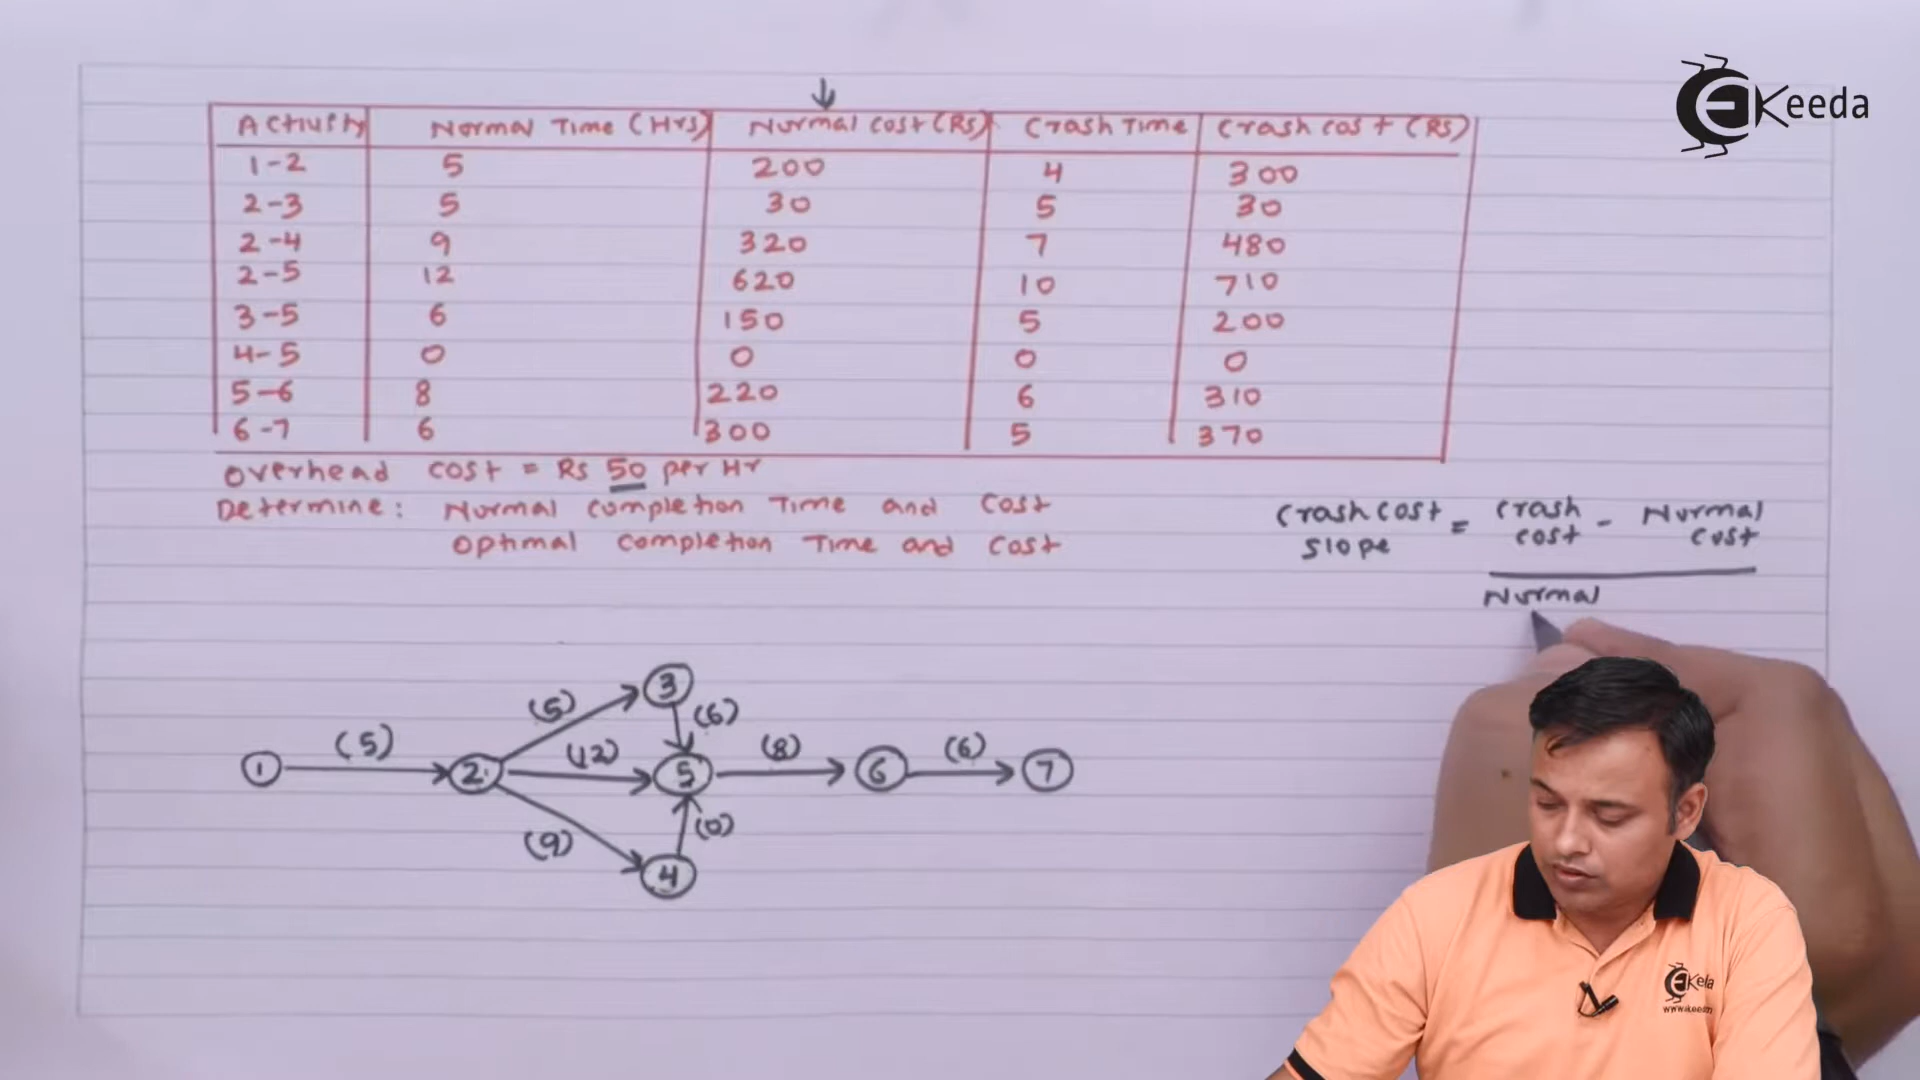 EKeeda
Activity Normal Time (Hrs) Normal cost (Rs) Crash Time Crash cost (Rs)
1-2 5 200 4 300
2-3 5 30 5 30
2-4 9 320 7 480
2-5 12 620 10 710
3-5 6 150 5 200
4-5 0 0 0 0
5-6 8 220 6 310
6-7 6 300 5 370
overhead cost = Rs 50 per Hr
Determine: Normal completion Time and cost
optimal completion Time and cost
Crash cost slope = Crash cost - Normal cost
Normal
3
(5) (6)
(5) (12) (8) (6)
1 2 5 6 7
(9) (0)
4